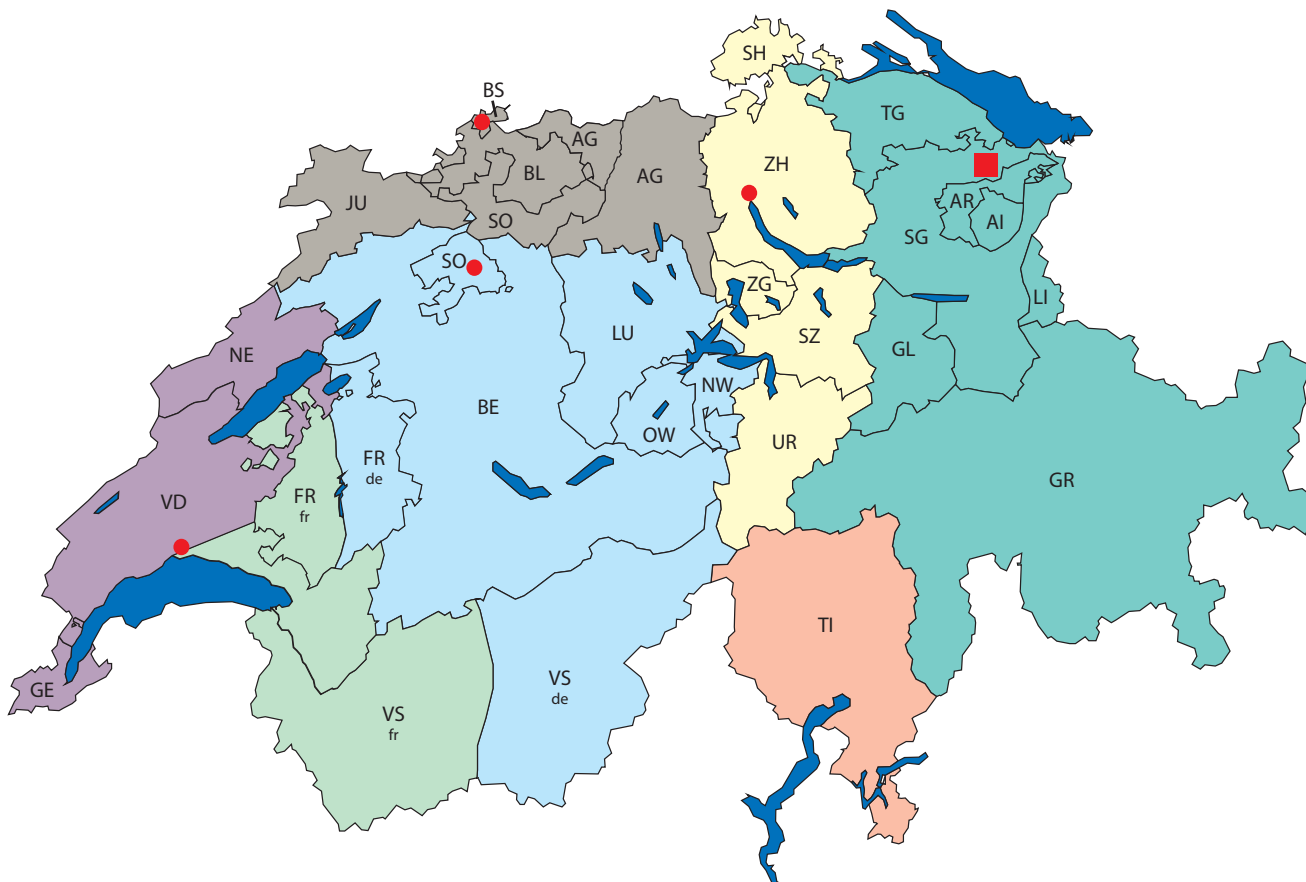 SH
BS
TG
AG
ZH
BL
AG
JU
AR
AI
SO
SG
SO
ZG
LI
LU
SZ
NE
GL
NW
BE
OW
UR
FR
de
GR
FR
fr
VD
TI
VS
de
GE
VS
fr